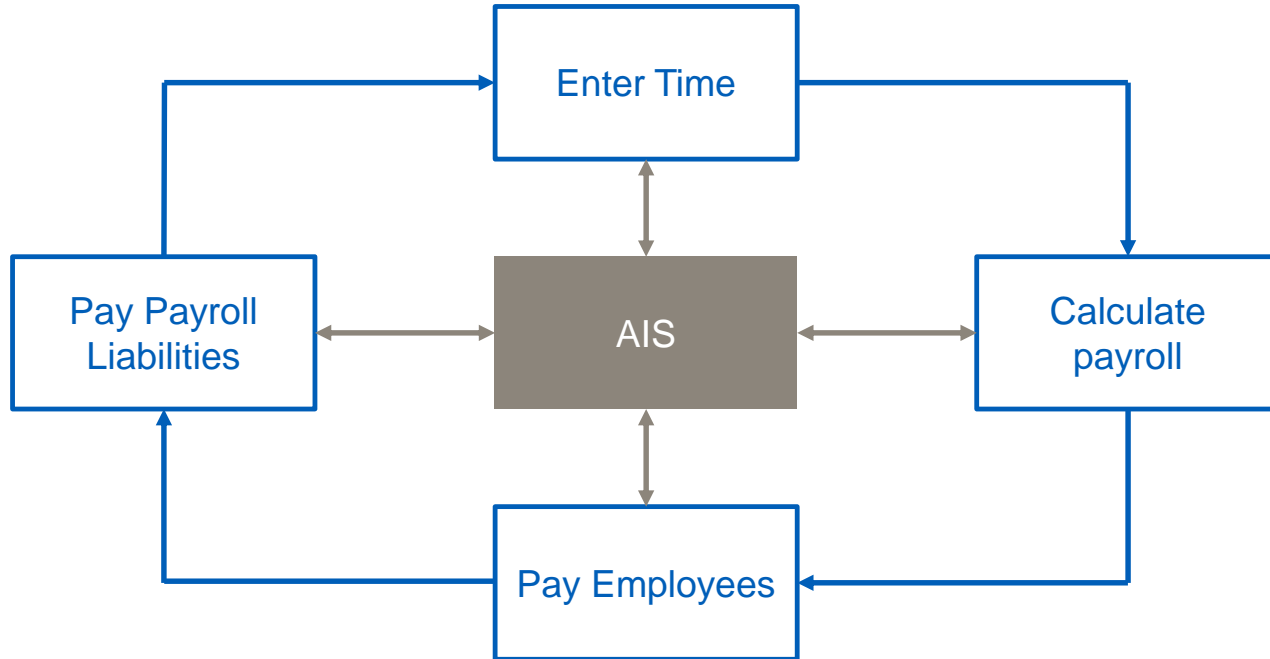 Enter Time
Pay Payroll
Liabilities
AIS
Calculate
payroll
Pay Employees